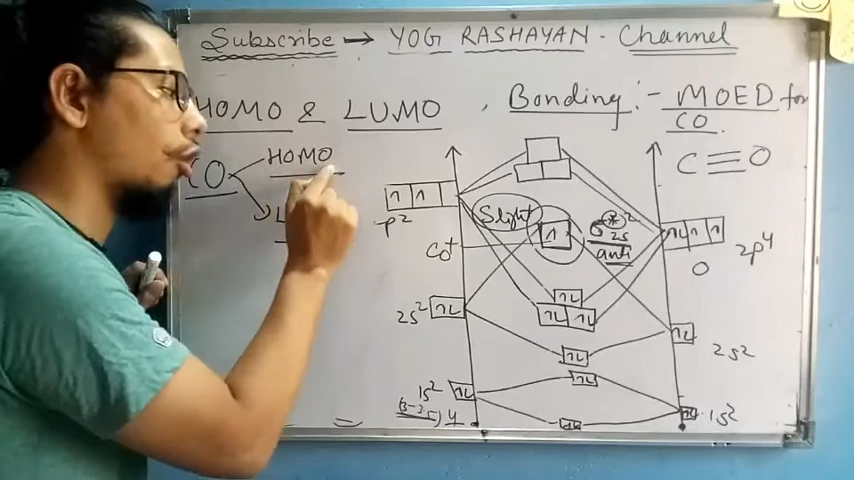 Subscribe → YOG RASHAYAN - Channel
HOMO & LUMO , Bonding :- MOED for
CO
CO HOMO
L
C≡O
p²
Slight
σ*²
2s
anti
CO⁺
O
2p⁴
2s²
2s²
1s²
1s²